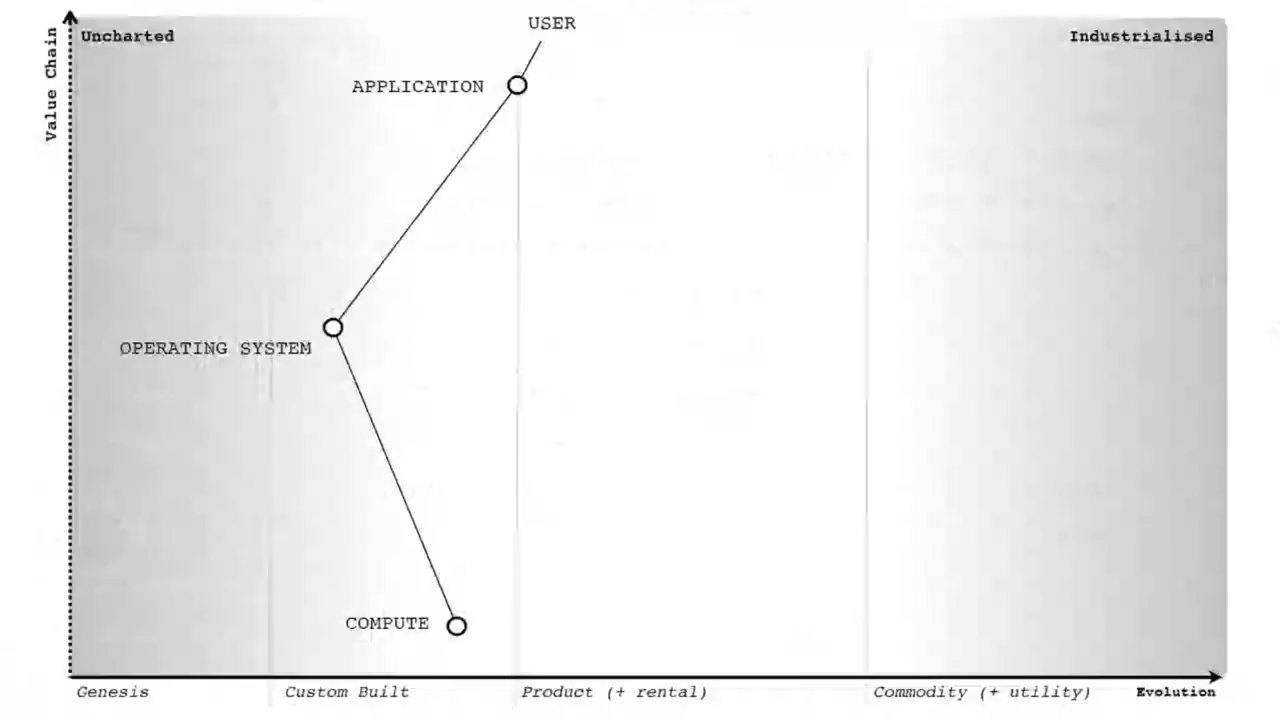 USER
Uncharted
Industrialised
Value Chain
APPLICATION
OPERATING SYSTEM
COMPUTE
Genesis
Custom Built
Product (+ rental)
Commodity (+ utility)
Evolution